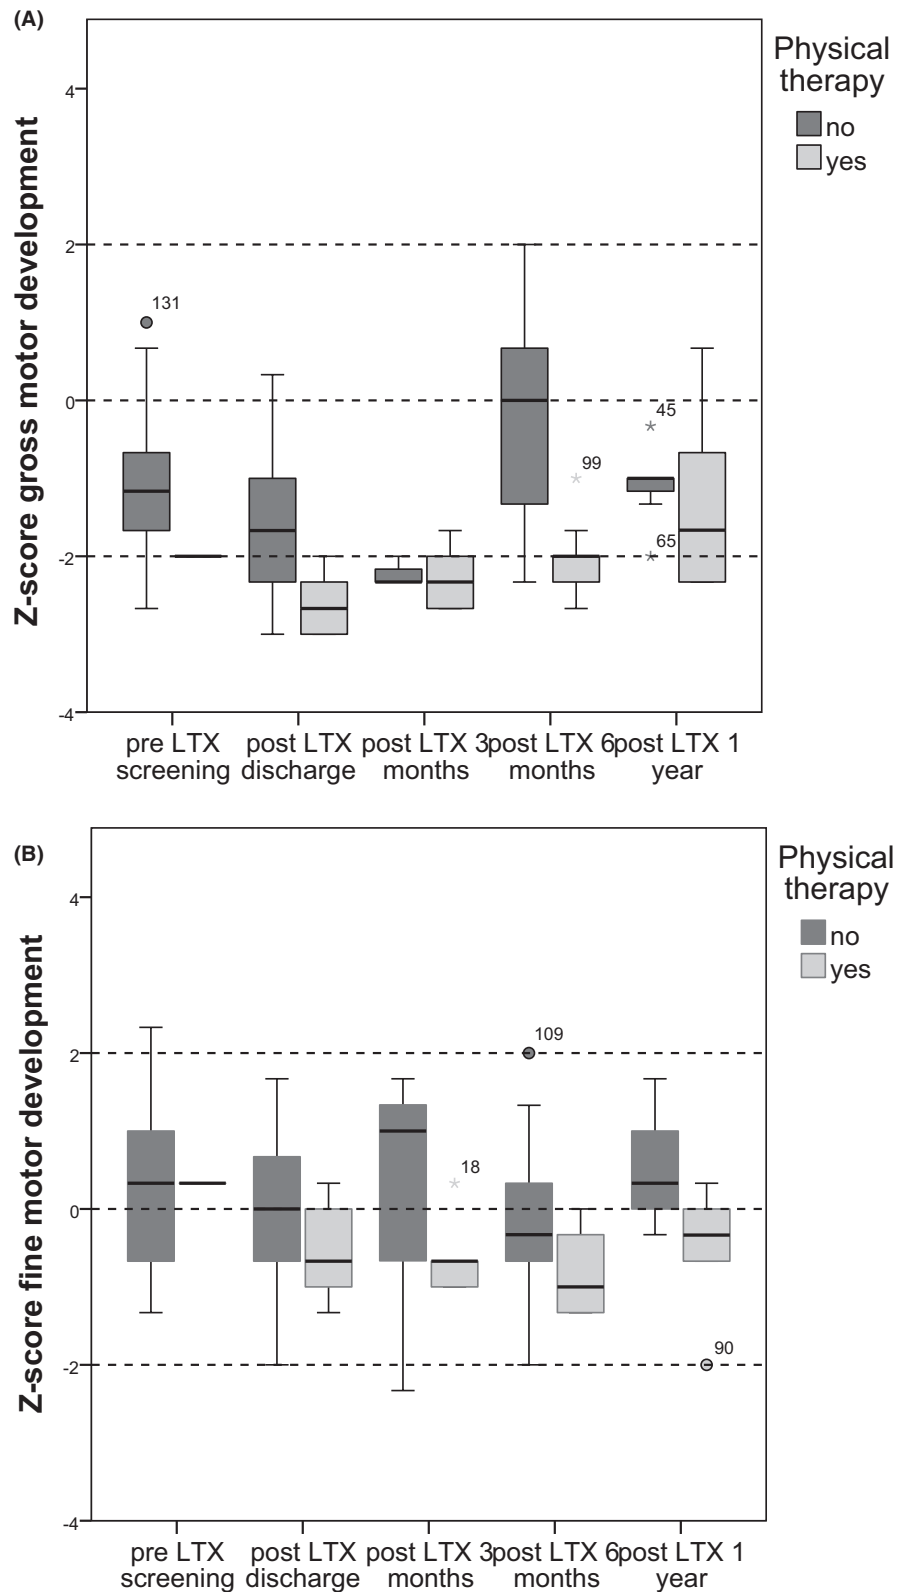 (A)
Physical
therapy
no
yes
Z-score gross motor development
4
2
0
-2
-4
131
45
99
65
pre LTX
screening
post LTX
discharge
post LTX 3
months
post LTX 6
months
post LTX 1
year
(B)
Physical
therapy
no
yes
Z-score fine motor development
4
2
0
-2
-4
109
18
90
pre LTX
screening
post LTX
discharge
post LTX 3
months
post LTX 6
months
post LTX 1
year